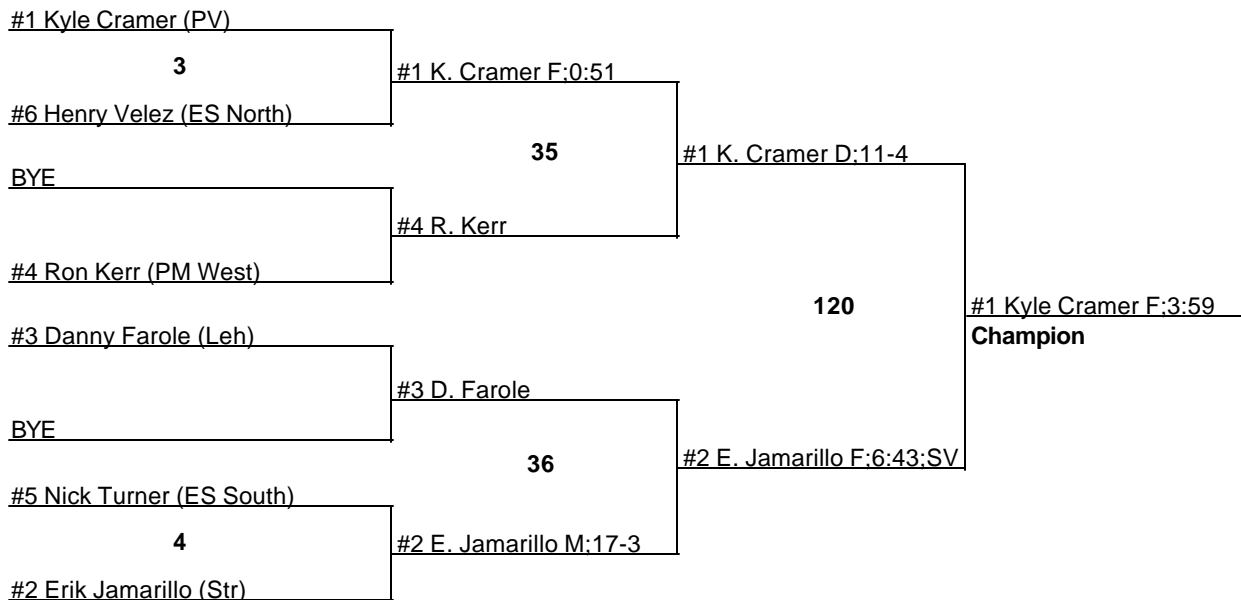 #1 Kyle Cramer (PV)
3
#1 K. Cramer F;0:51
#6 Henry Velez (ES North)
35
#1 K. Cramer D;11-4
BYE
#4 R. Kerr
#4 Ron Kerr (PM West)
120
#1 Kyle Cramer F;3:59
Champion
#3 Danny Farole (Leh)
#3 D. Farole
BYE
36
#2 E. Jamarillo F;6:43;SV
#5 Nick Turner (ES South)
4
#2 E. Jamarillo M;17-3
#2 Erik Jamarillo (Str)